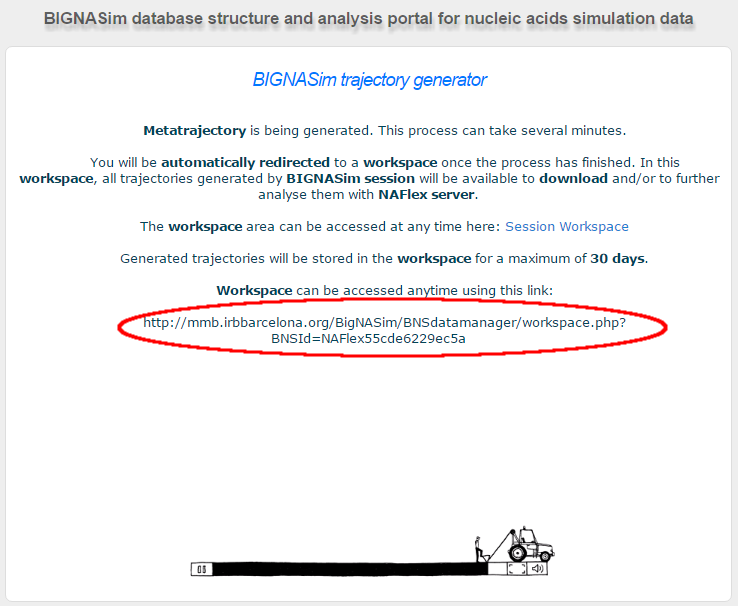 BIGNASim database structure and analysis portal for nucleic acids simulation data
BIGNASim trajectory generator
Metatrajectory is being generated. This process can take several minutes.
You will be automatically redirected to a workspace once the process has finished. In this
workspace, all trajectories generated by BIGNASim session will be available to download and/or to further
analyse them with NAFlex server.
The workspace area can be accessed at any time here: Session Workspace
Generated trajectories will be stored in the workspace for a maximum of 30 days.
Workspace can be accessed anytime using this link:
http://mmb.irbbarcelona.org/BigNASim/BNSdatamanager/workspace.php?
BNSId=NAFlex55cde6229ec5a